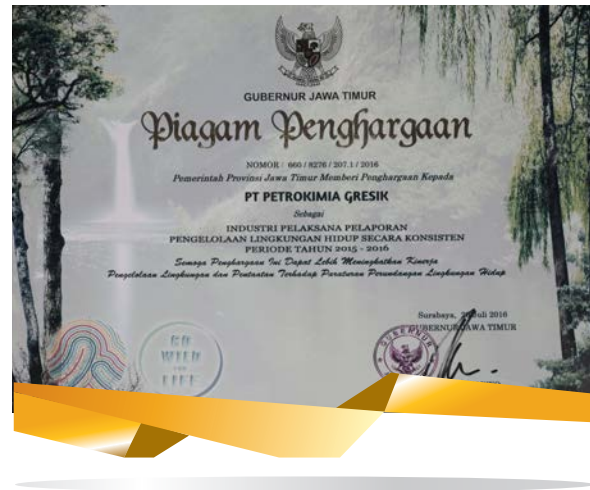 GUBERNUR JAWA TIMUR
Piagam Penghargaan
NOMOR : 660 / 8276 / 207.1 / 2016
Pemerintah Provinsi Jawa Timur Memberi Penghargaan Kepada
PT PETROKIMIA GRESIK
Sebagai
INDUSTRI PELAKSANA PELAPORAN
PENGELOLAAN LINGKUNGAN HIDUP SECARA KONSISTEN
PERIODE TAHUN 2015 - 2016
Semoga Penghargaan Ini Dapat Lebih Meningkatkan Kinerja
Pengelolaan Lingkungan dan Pentaatan Terhadap Paraturan Perundangan Lingkungan Hidup
Surabaya, Juli 2016
GUBERNUR JAWA TIMUR
GUBERNUR
GO
WILD
FOR
LIFE